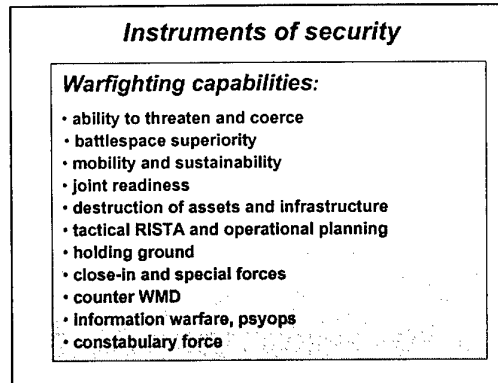 Instruments of security
Warfighting capabilities:
• ability to threaten and coerce
• battlespace superiority
• mobility and sustainability
• joint readiness
• destruction of assets and infrastructure
• tactical RISTA and operational planning
• holding ground
• close-in and special forces
• counter WMD
• information warfare, psyops
• constabulary force